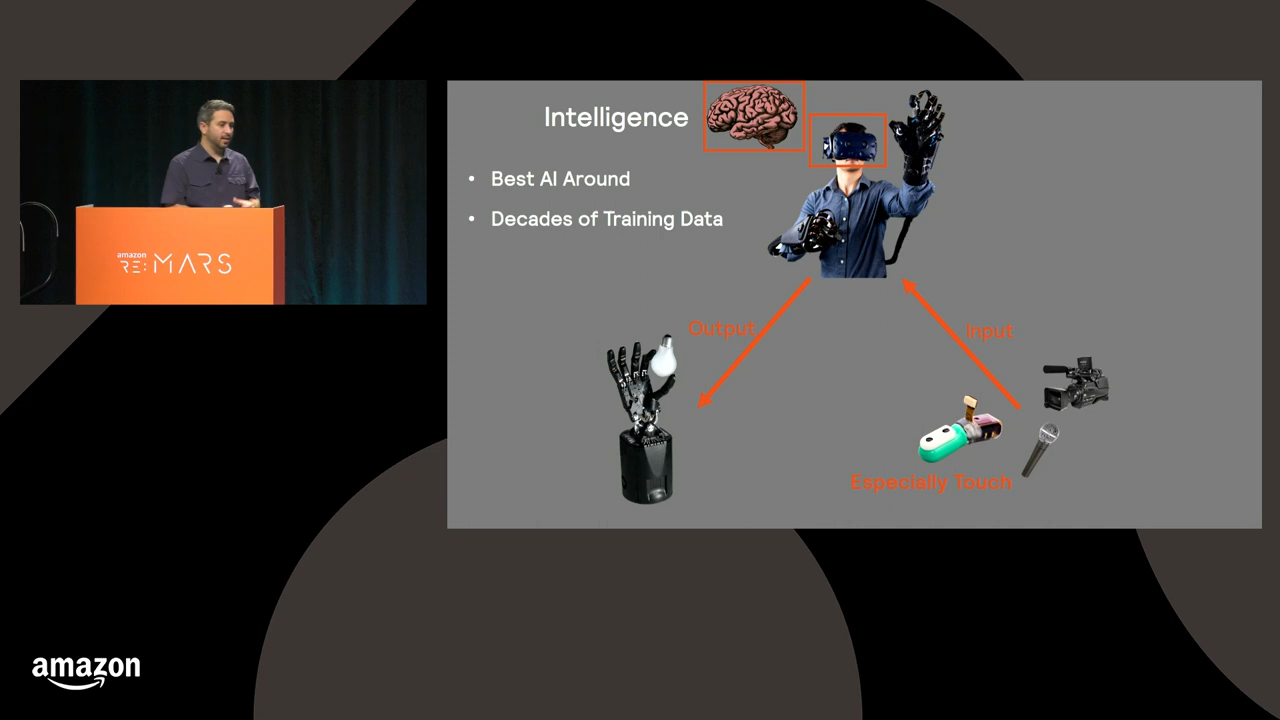 amazon
RE:MARS
Intelligence
• Best AI Around
• Decades of Training Data
Output
Input
Especially Touch
amazon